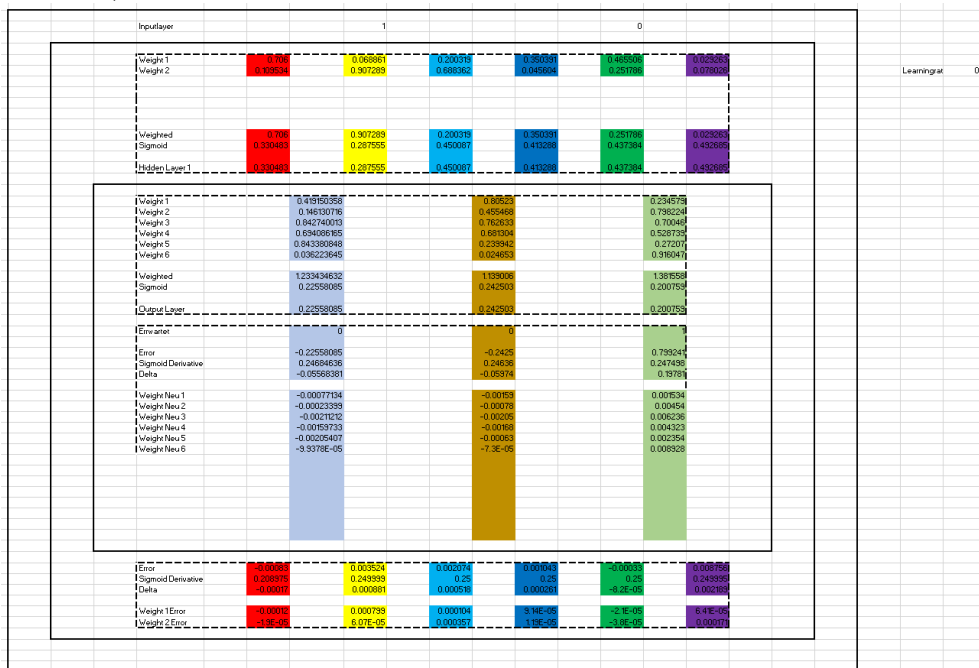 Inputlayer 1 0
Weight 1 0.706 0.068861 0.200319 0.350391 0.465506 0.029263
Weight 2 0.109534 0.907289 0.688362 0.045804 0.251786 0.078026
Learningrat 0
Weighted 0.706 0.907289 0.200319 0.350391 0.251786 0.029263
Sigmoid 0.330493 0.287555 0.450087 0.413288 0.437384 0.492685
Hidden Layer 1 0.330493 0.287555 0.450087 0.413288 0.437384 0.492685
Weight 1 0.419150358 0.80523 0.234579
Weight 2 0.146130716 0.455468 0.798224
Weight 3 0.842740013 0.762633 0.70046
Weight 4 0.694086165 0.681304 0.528739
Weight 5 0.843380848 0.239942 0.27207
Weight 6 0.036223645 0.024653 0.916047
Weighted 1.233434632 1.139006 1.381558
Sigmoid 0.22558085 0.242503 0.200759
Output Layer 0.22558085 0.242503 0.200759
Erwartet 0 0 1
Error -0.22558085 -0.2425 0.799241
Sigmoid Derivative 0.24684636 0.24636 0.247498
Delta -0.05568381 -0.05974 0.19781
Weight Neu 1 -0.00077134 -0.00159 0.001534
Weight Neu 2 -0.00023399 -0.00078 0.00454
Weight Neu 3 -0.00211212 -0.00205 0.006236
Weight Neu 4 -0.00159733 -0.00168 0.004323
Weight Neu 5 -0.00205407 -0.00063 0.002354
Weight Neu 6 -9.9378E-05 -7.3E-05 0.008928
Error 0.003524 0.002074 0.001043 -0.00033 0.008756
Sigmoid Derivative 0.208975 0.249999 0.25 0.25 0.25 0.249995
Delta -0.00017 0.000881 0.000518 0.000261 -8.2E-05 0.002189
Weight 1 Error -0.00012 0.000799 0.000104 9.14E-05 -2.1E-05 6.41E-05
Weight 2 Error -1.9E-05 6.07E-05 0.000357 1.19E-05 -3.8E-05 0.000171